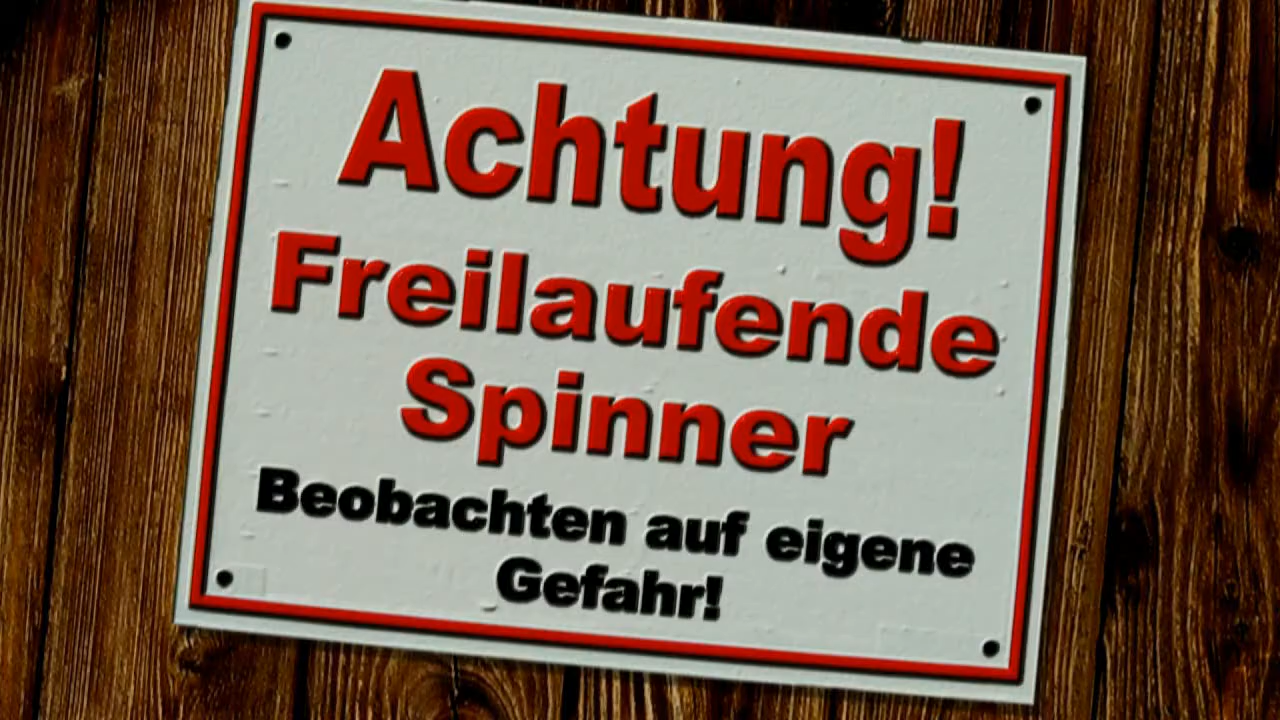 Achtung!
Freilaufende
Spinner
Beobachten auf eigene
Gefahr!